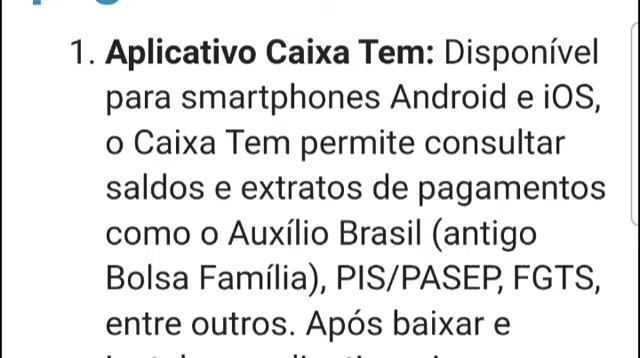 1. Aplicativo Caixa Tem: Disponível
para smartphones Android e iOS,
o Caixa Tem permite consultar
saldos e extratos de pagamentos
como o Auxílio Brasil (antigo
Bolsa Família), PIS/PASEP, FGTS,
entre outros. Após baixar e